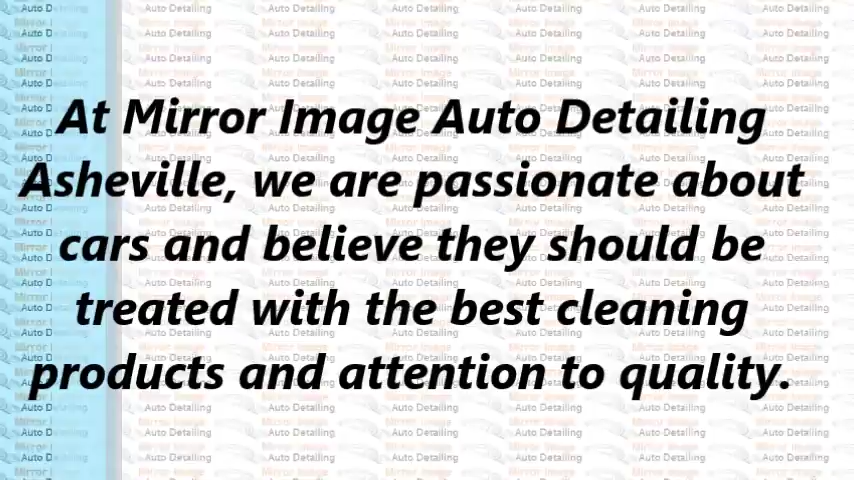 At Mirror Image Auto Detailing
Asheville, we are passionate about
cars and believe they should be
treated with the best cleaning
products and attention to quality.